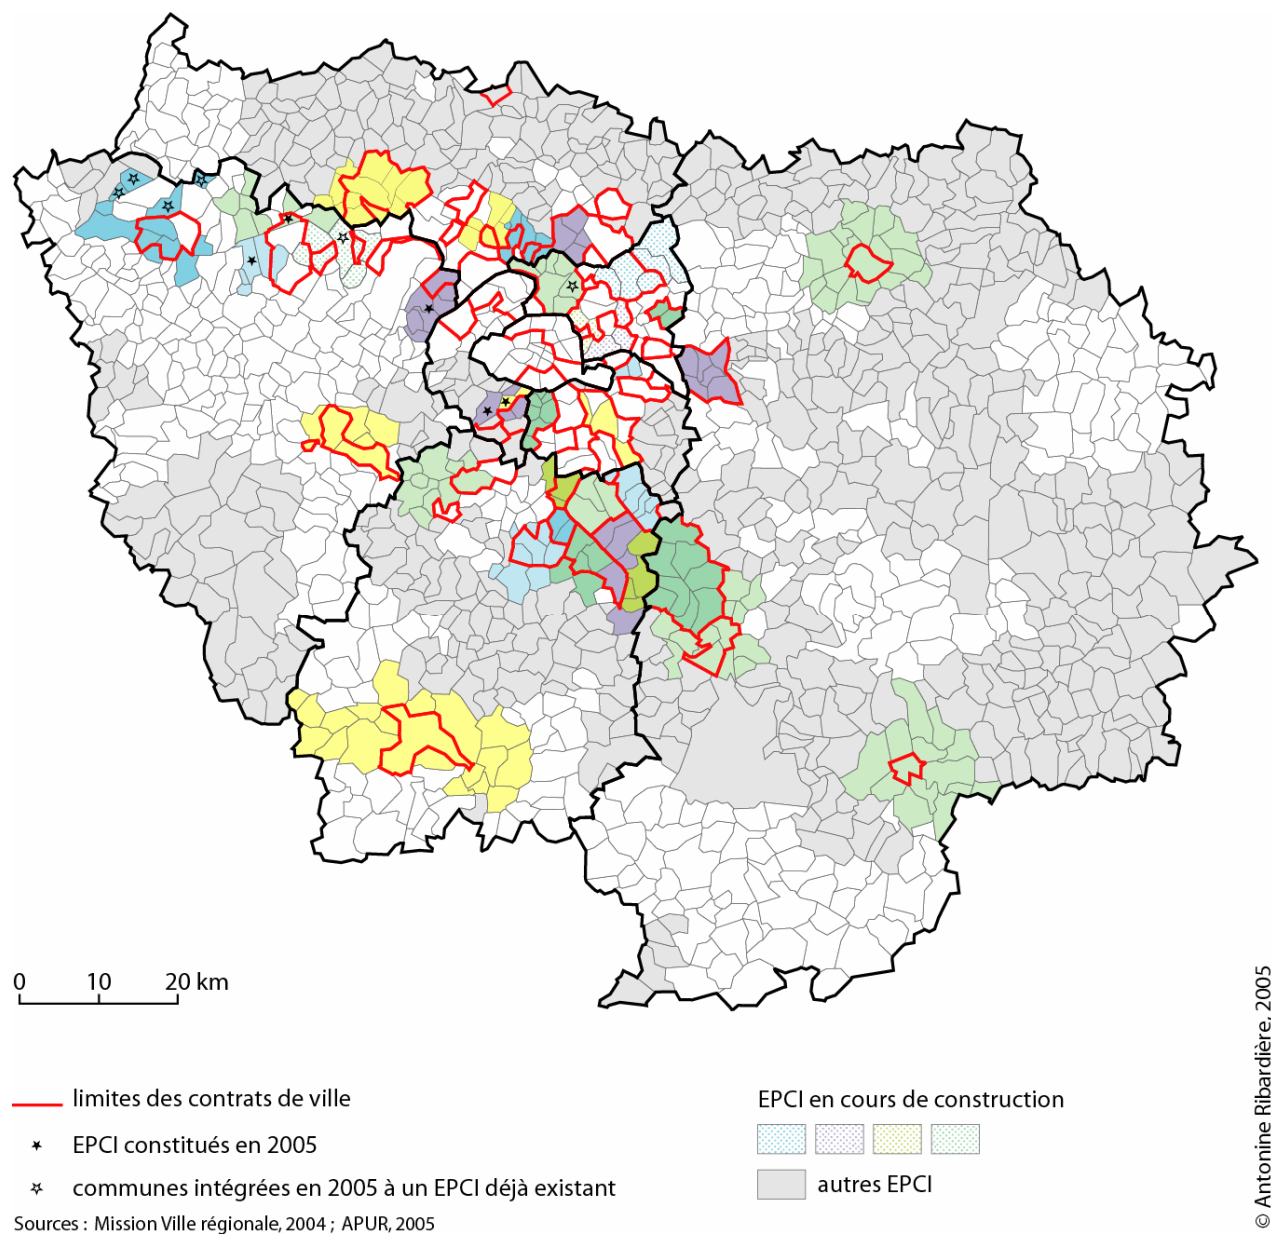 0 10 20 km
limites des contrats de ville
EPCI constitués en 2005
communes intégrées en 2005 à un EPCI déjà existant
Sources : Mission Ville régionale, 2004 ; APUR, 2005
EPCI en cours de construction
autres EPCI
© Antonine Ribardière, 2005